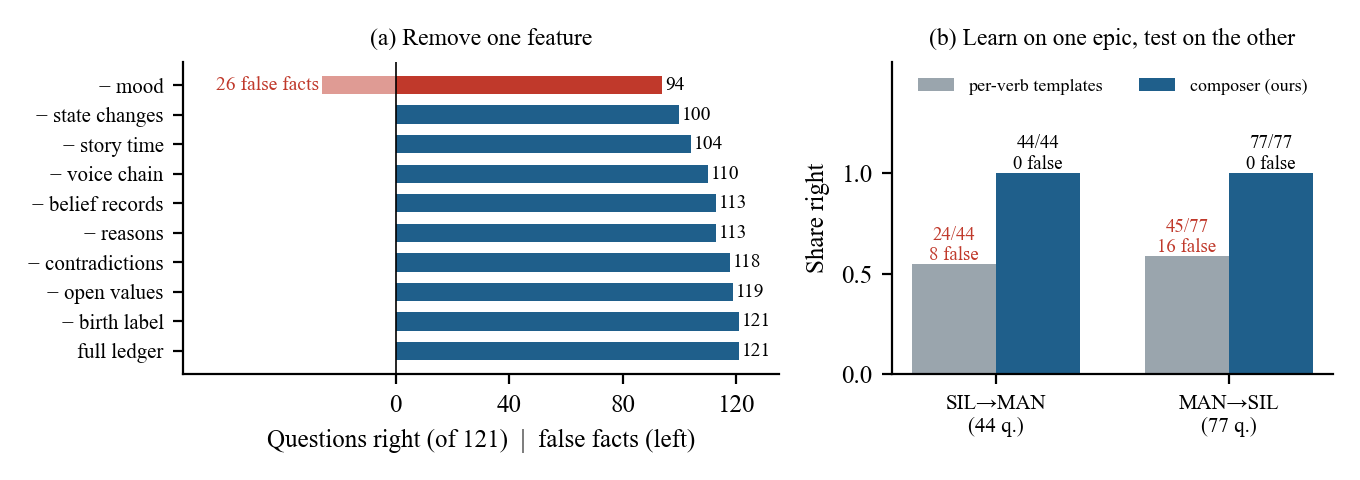 (a) Remove one feature
− mood
26 false facts
94
− state changes
100
− story time
104
− voice chain
110
− belief records
113
− reasons
113
− contradictions
118
− open values
119
− birth label
121
full ledger
121
0
40
80
120
Questions right (of 121) | false facts (left)
(b) Learn on one epic, test on the other
per-verb templates
composer (ours)
Share right
1.0
0.5
0.0
24/44
8 false
44/44
0 false
45/77
16 false
77/77
0 false
SIL→MAN
(44 q.)
MAN→SIL
(77 q.)